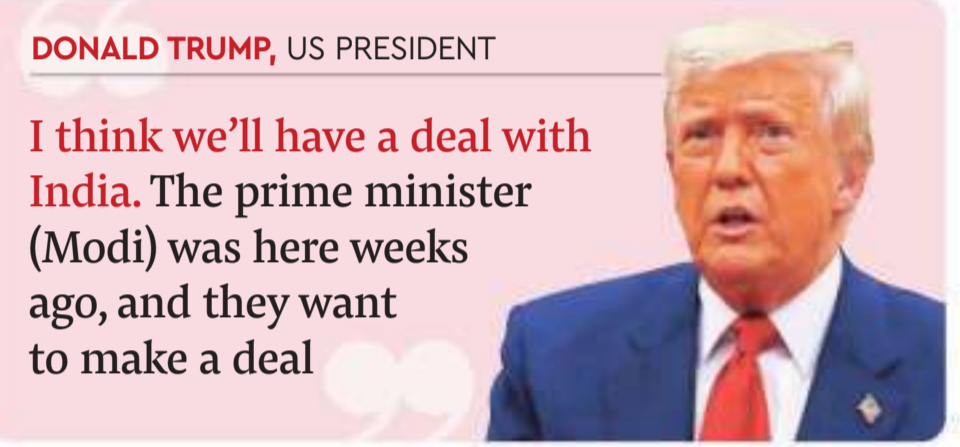 DONALD TRUMP, US PRESIDENT
I think we’ll have a deal with
India. The prime minister
(Modi) was here weeks
ago, and they want
to make a deal